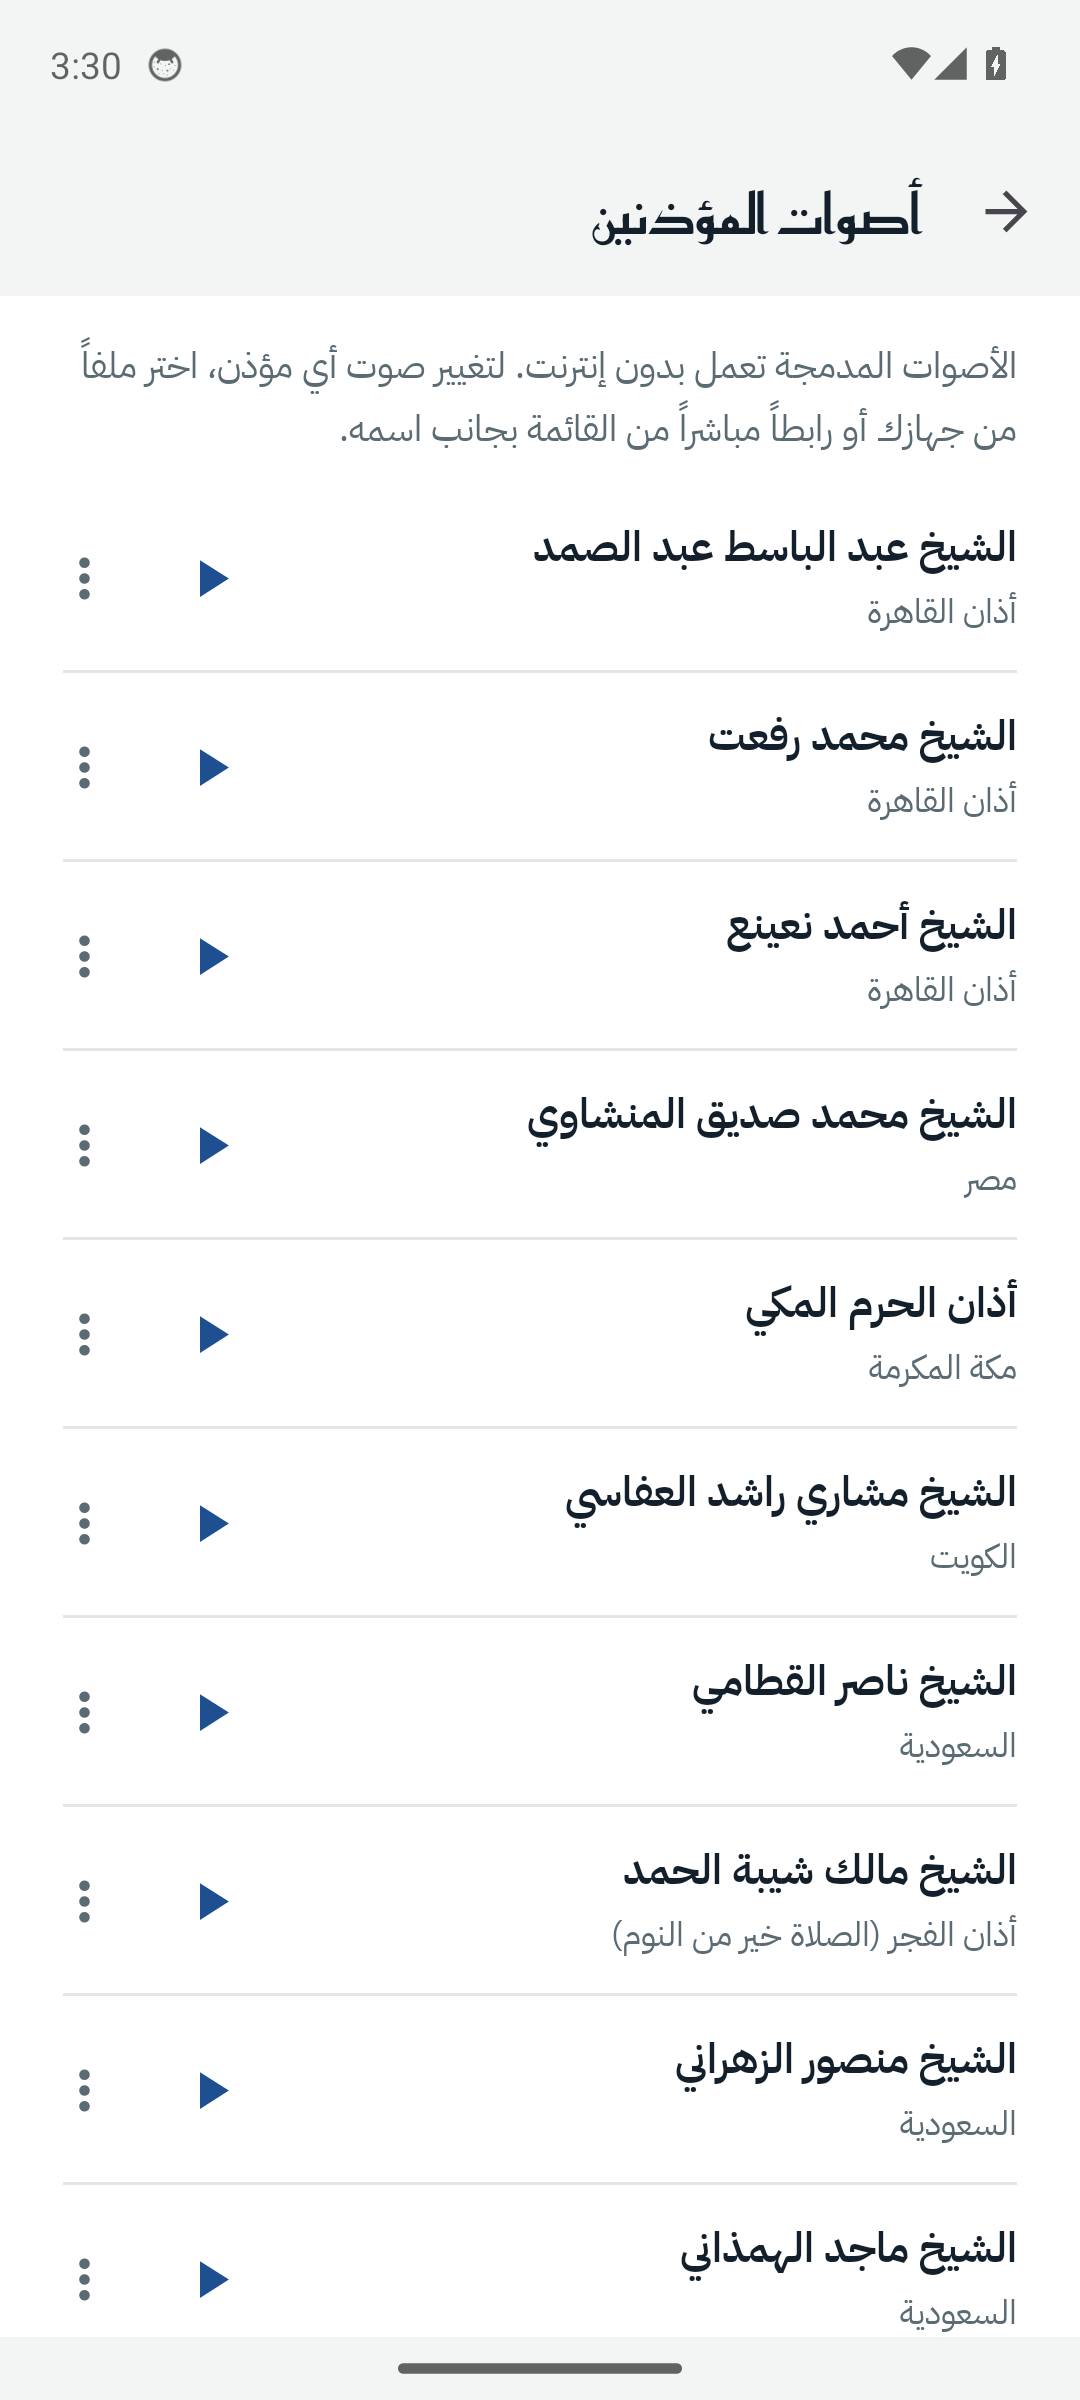 3:30
أصوات المؤذنين
الأصوات المدمجة تعمل بدون إنترنت. لتغيير صوت أي مؤذن، اختر ملفاً
من جهازك أو رابطاً مباشراً من القائمة بجانب اسمه.
الشيخ عبد الباسط عبد الصمد
أذان القاهرة
الشيخ محمد رفعت
أذان القاهرة
الشيخ أحمد نعينع
أذان القاهرة
الشيخ محمد صديق المنشاوي
مصر
أذان الحرم المكي
مكة المكرمة
الشيخ مشاري راشد العفاسي
الكويت
الشيخ ناصر القطامي
السعودية
الشيخ مالك شيبة الحمد
أذان الفجر (الصلاة خير من النوم)
الشيخ منصور الزهراني
السعودية
الشيخ ماجد الهمذاني
السعودية